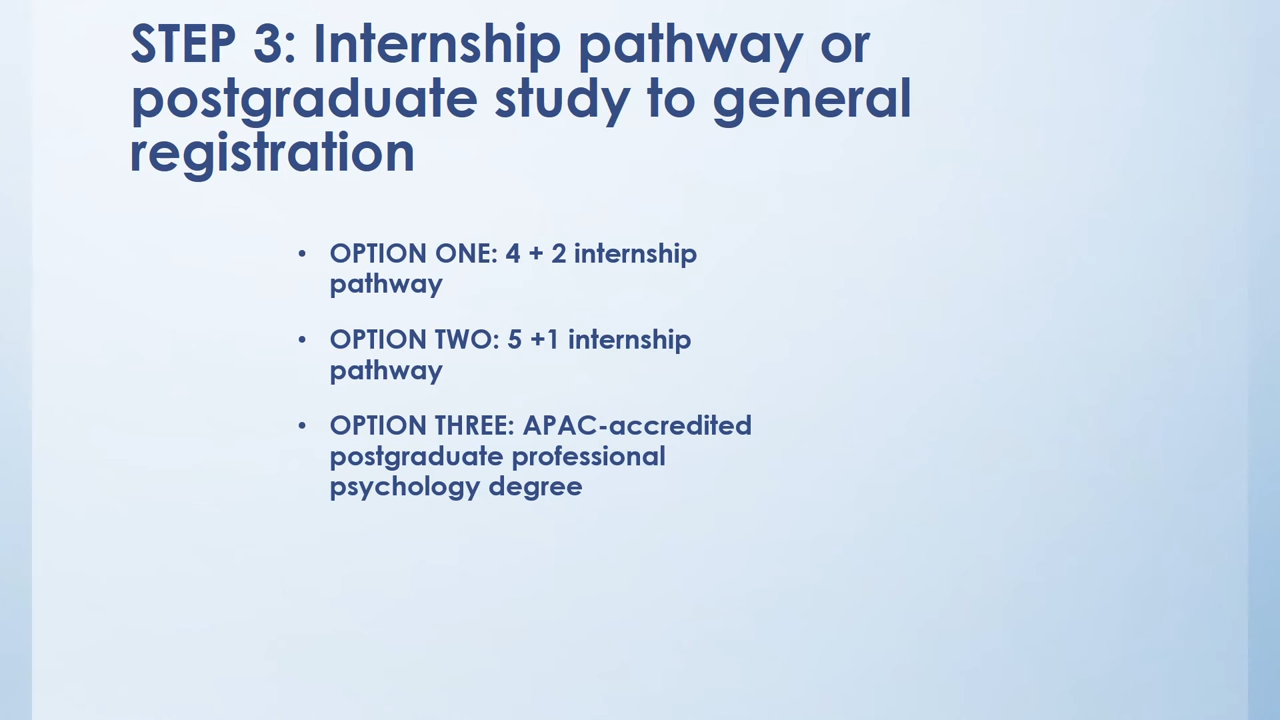 STEP 3: Internship pathway or
postgraduate study to general
registration
• OPTION ONE: 4 + 2 internship
pathway
• OPTION TWO: 5 +1 internship
pathway
• OPTION THREE: APAC-accredited
postgraduate professional
psychology degree